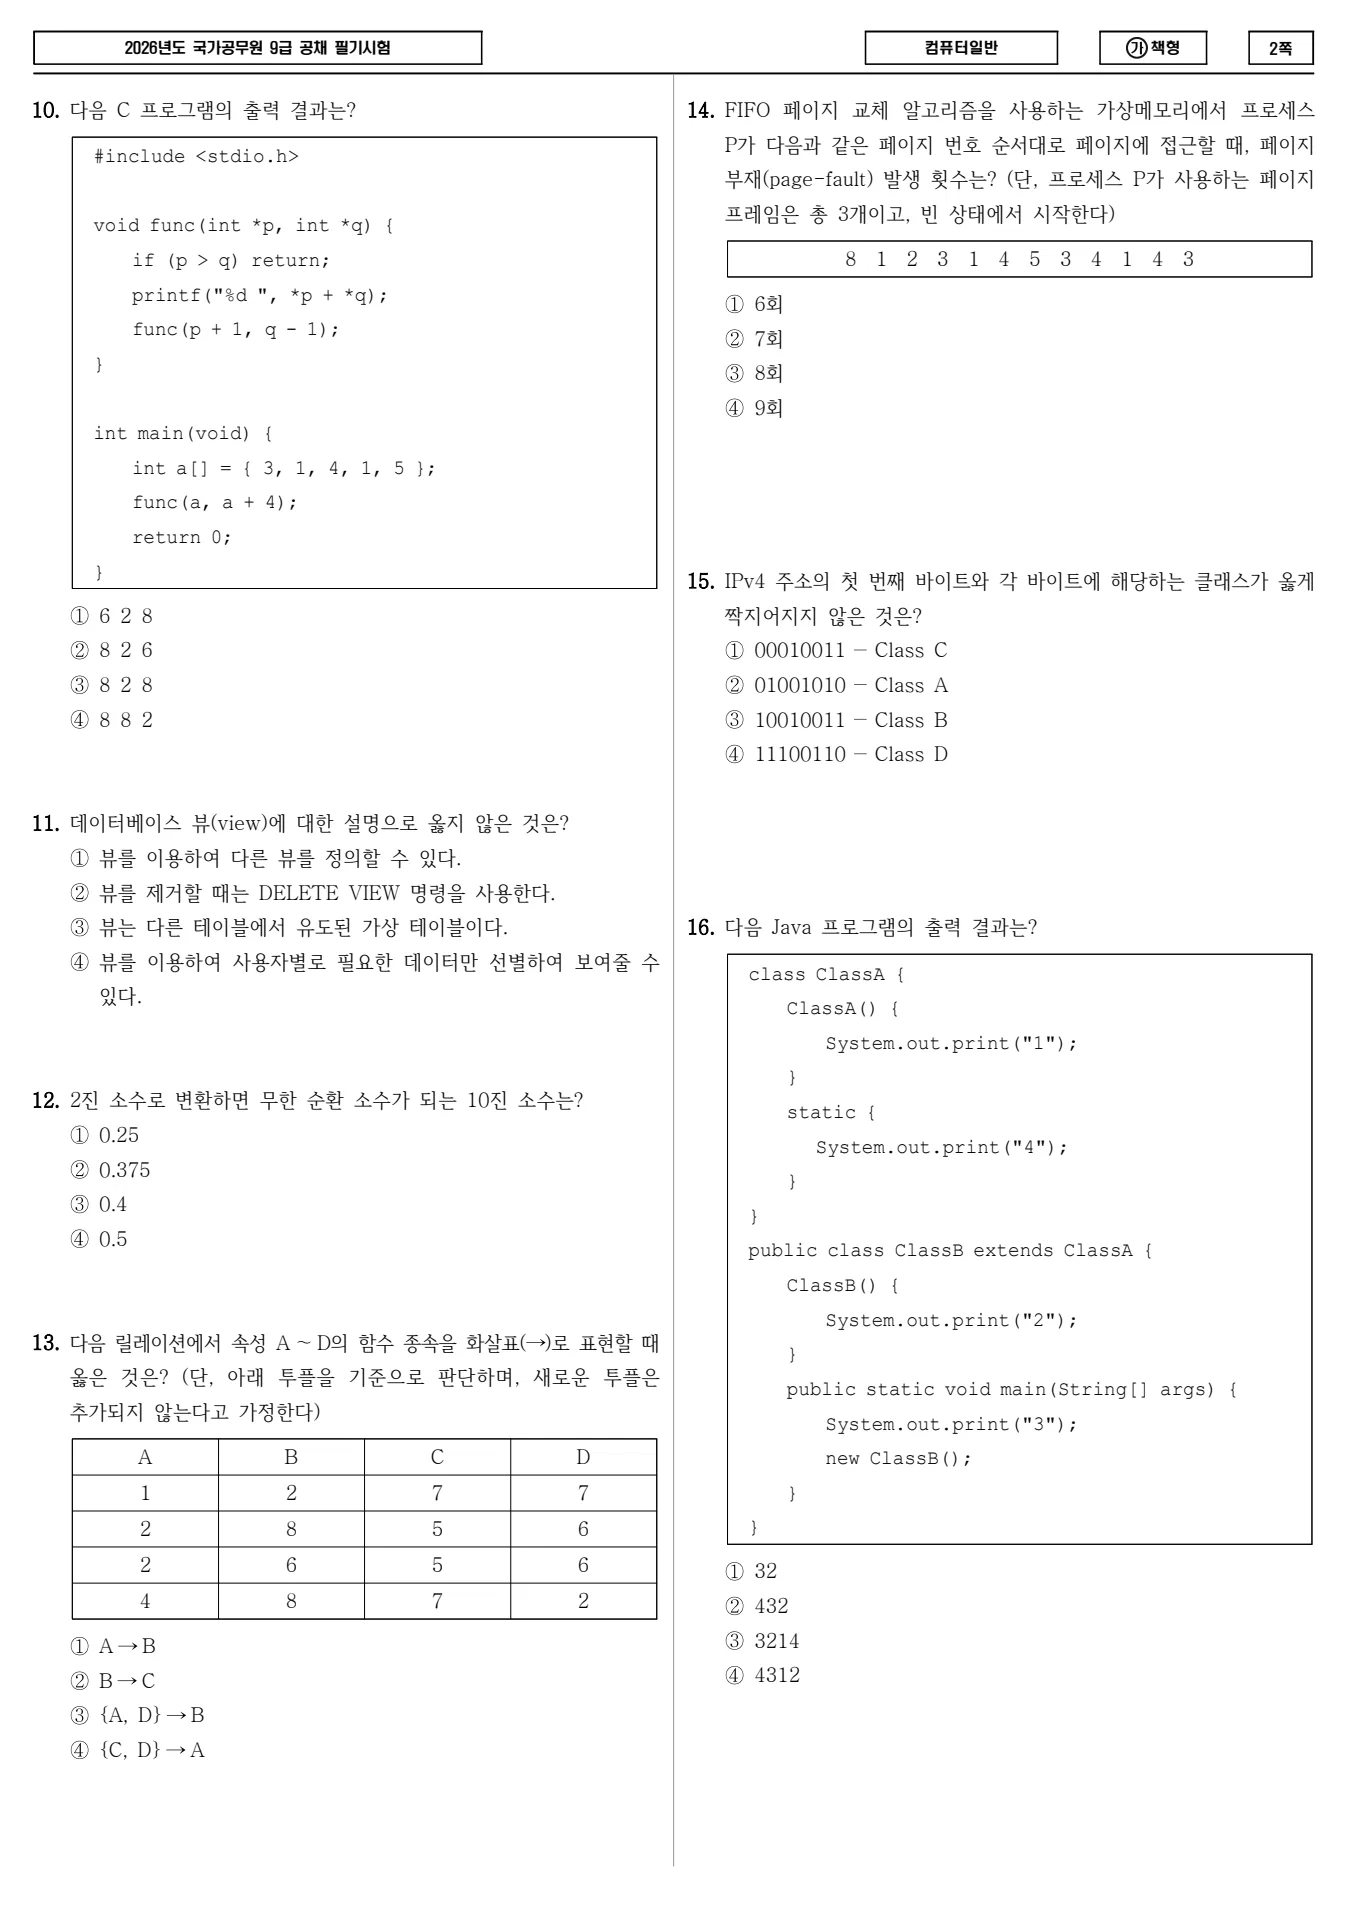 2026년도 국가공무원 9급 공채 필기시험
컴퓨터일반
㉮책형
2쪽
10. 다음 C 프로그램의 출력 결과는?
#include <stdio.h>
void func(int *p, int *q) {
if (p > q) return;
printf("%d ", *p + *q);
func(p + 1, q - 1);
}
int main(void) {
int a[] = { 3, 1, 4, 1, 5 };
func(a, a + 4);
return 0;
}
① 6 2 8
② 8 2 6
③ 8 2 8
④ 8 8 2
11. 데이터베이스 뷰(view)에 대한 설명으로 옳지 않은 것은?
① 뷰를 이용하여 다른 뷰를 정의할 수 있다.
② 뷰를 제거할 때는 DELETE VIEW 명령을 사용한다.
③ 뷰는 다른 테이블에서 유도된 가상 테이블이다.
④ 뷰를 이용하여 사용자별로 필요한 데이터만 선별하여 보여줄 수
있다.
12. 2진 소수로 변환하면 무한 순환 소수가 되는 10진 소수는?
① 0.25
② 0.375
③ 0.4
④ 0.5
13. 다음 릴레이션에서 속성 A ~ D의 함수 종속을 화살표(→)로 표현할 때
옳은 것은? (단, 아래 투플을 기준으로 판단하며, 새로운 투플은
추가되지 않는다고 가정한다)
A B C D
1 2 7 7
2 8 5 6
2 6 5 6
4 8 7 2
① A→B
② B→C
③ {A, D}→B
④ {C, D}→A
14. FIFO 페이지 교체 알고리즘을 사용하는 가상메모리에서 프로세스
P가 다음과 같은 페이지 번호 순서대로 페이지에 접근할 때, 페이지
부재(page-fault) 발생 횟수는? (단, 프로세스 P가 사용하는 페이지
프레임은 총 3개이고, 빈 상태에서 시작한다)
8 1 2 3 1 4 5 3 4 1 4 3
① 6회
② 7회
③ 8회
④ 9회
15. IPv4 주소의 첫 번째 바이트와 각 바이트에 해당하는 클래스가 옳게
짝지어지지 않은 것은?
① 00010011 - Class C
② 01001010 - Class A
③ 10010011 - Class B
④ 11100110 - Class D
16. 다음 Java 프로그램의 출력 결과는?
class ClassA {
ClassA() {
System.out.print("1");
}
static {
System.out.print("4");
}
}
public class ClassB extends ClassA {
ClassB() {
System.out.print("2");
}
public static void main(String[] args) {
System.out.print("3");
new ClassB();
}
}
① 32
② 432
③ 3214
④ 4312